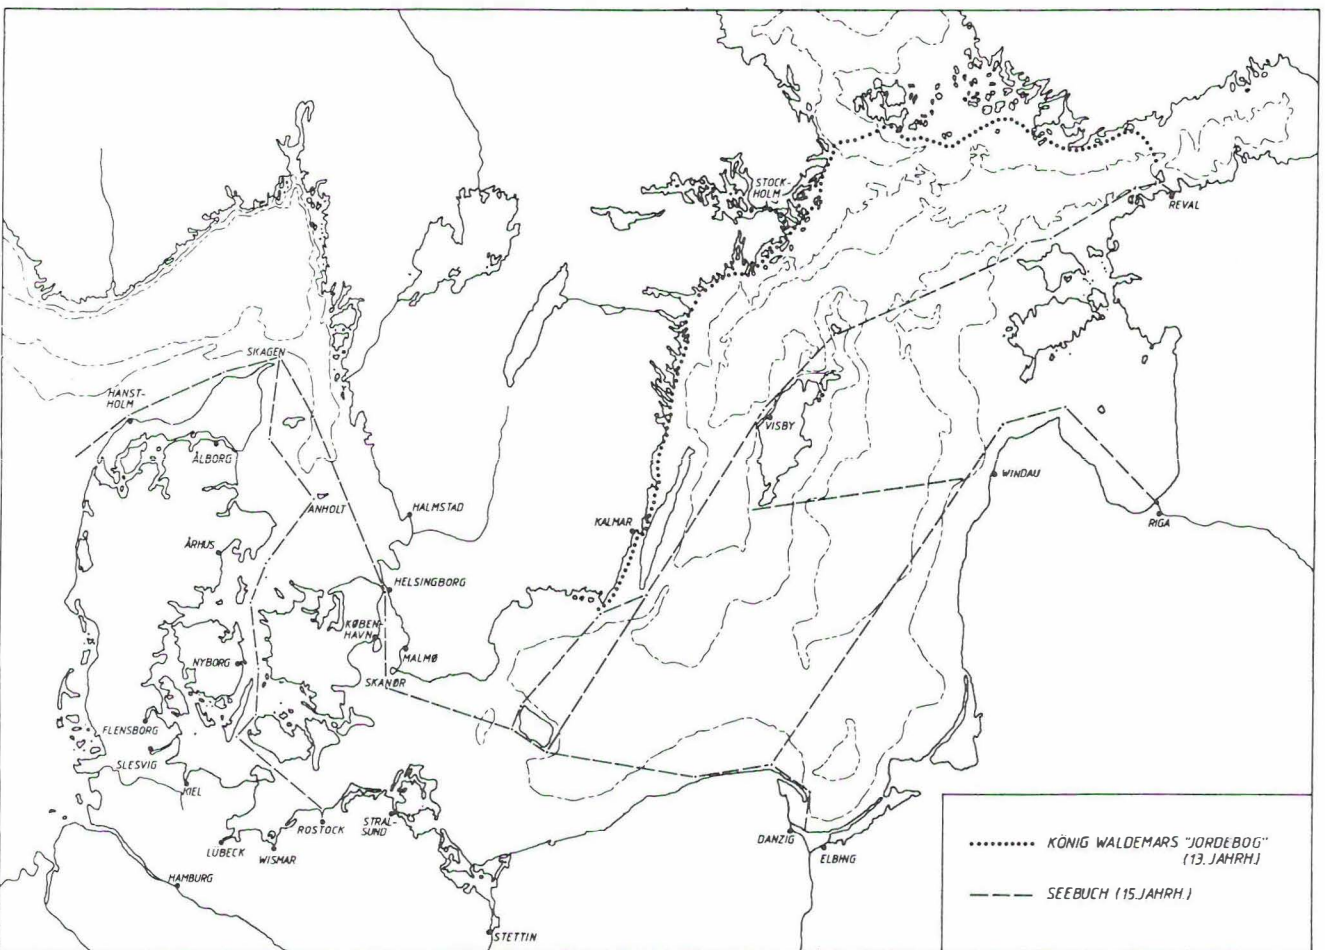 STOCK-
HOLM
REVAL
SKAGEN
HANST-
HOLM
VISBY
ÅLBORG
WINDAU
ANHOLT
HALMSTAD
KALMAR
RIGA
ÅRHUS
HELSINGBORG
KØBEN-
HAVN
MALMØ
NYBORG
SKANØR
FLENSBORG
SLESVIG
KIEL
ROSTOCK
STRAL-
SUND
DANZIG
LÜBECK
WISMAR
ELBING
HAMBURG
STETTIN
KÖNIG WALDEMARS "JORDEBOG"
(13. JAHRH.)
SEEBUCH (15. JAHRH.)